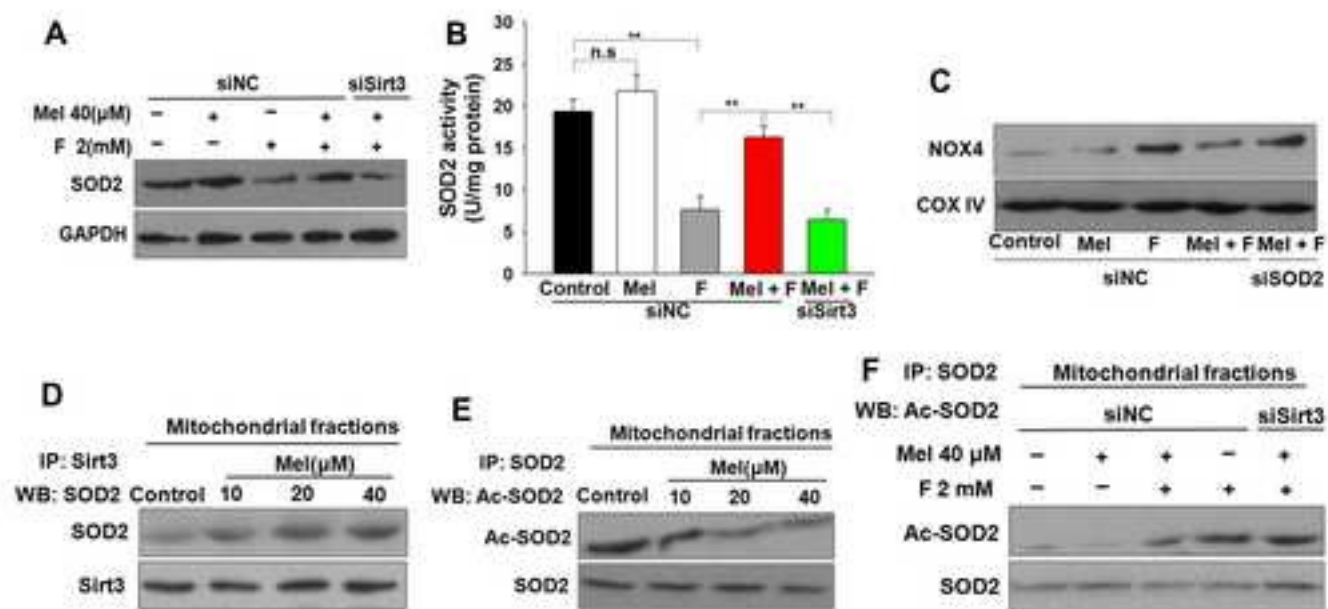 A
siNC siSirt3
Mel 40(μM) - + - + +
F 2(mM) - - + + +
SOD2
GAPDH
B
SOD2 activity
(U/mg protein)
30
25
20
15
10
5
0
**
n.s
** **
Control Mel F Mel + F Mel + F
siNC siSirt3
C
NOX4
COX IV
Control Mel F Mel + F Mel + F
siNC siSOD2
D
Mitochondrial fractions
IP: Sirt3 Mel(μM)
WB: SOD2 Control 10 20 40
SOD2
Sirt3
E
Mitochondrial fractions
IP: SOD2 Mel(μM)
WB: Ac-SOD2 Control 10 20 40
Ac-SOD2
SOD2
F IP: SOD2 Mitochondrial fractions
WB: Ac-SOD2 siNC siSirt3
Mel 40 μM - + + - +
F 2 mM - - + + +
Ac-SOD2
SOD2